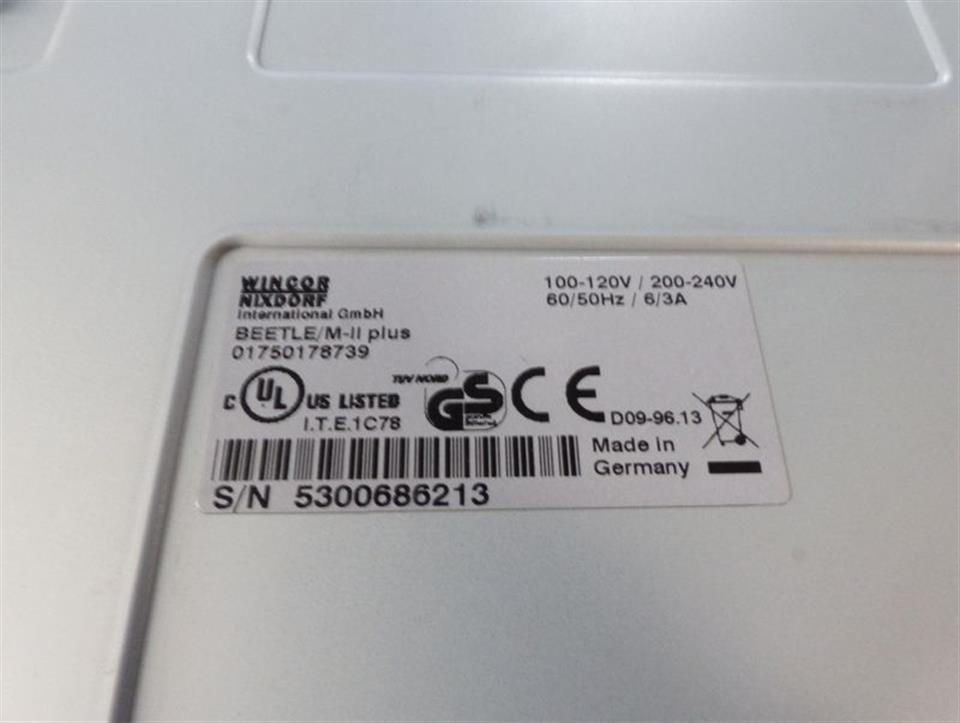 WINCOR
NIXDORF
International GmbH
BEETLE/M-II plus
01750178739
100-120V / 200-240V
60/50Hz / 6/3A
C UL US LISTED
I.T.E.1C78
TUV NORD
GS
CE
D09-96.13
Made in
Germany
S/N 5300686213